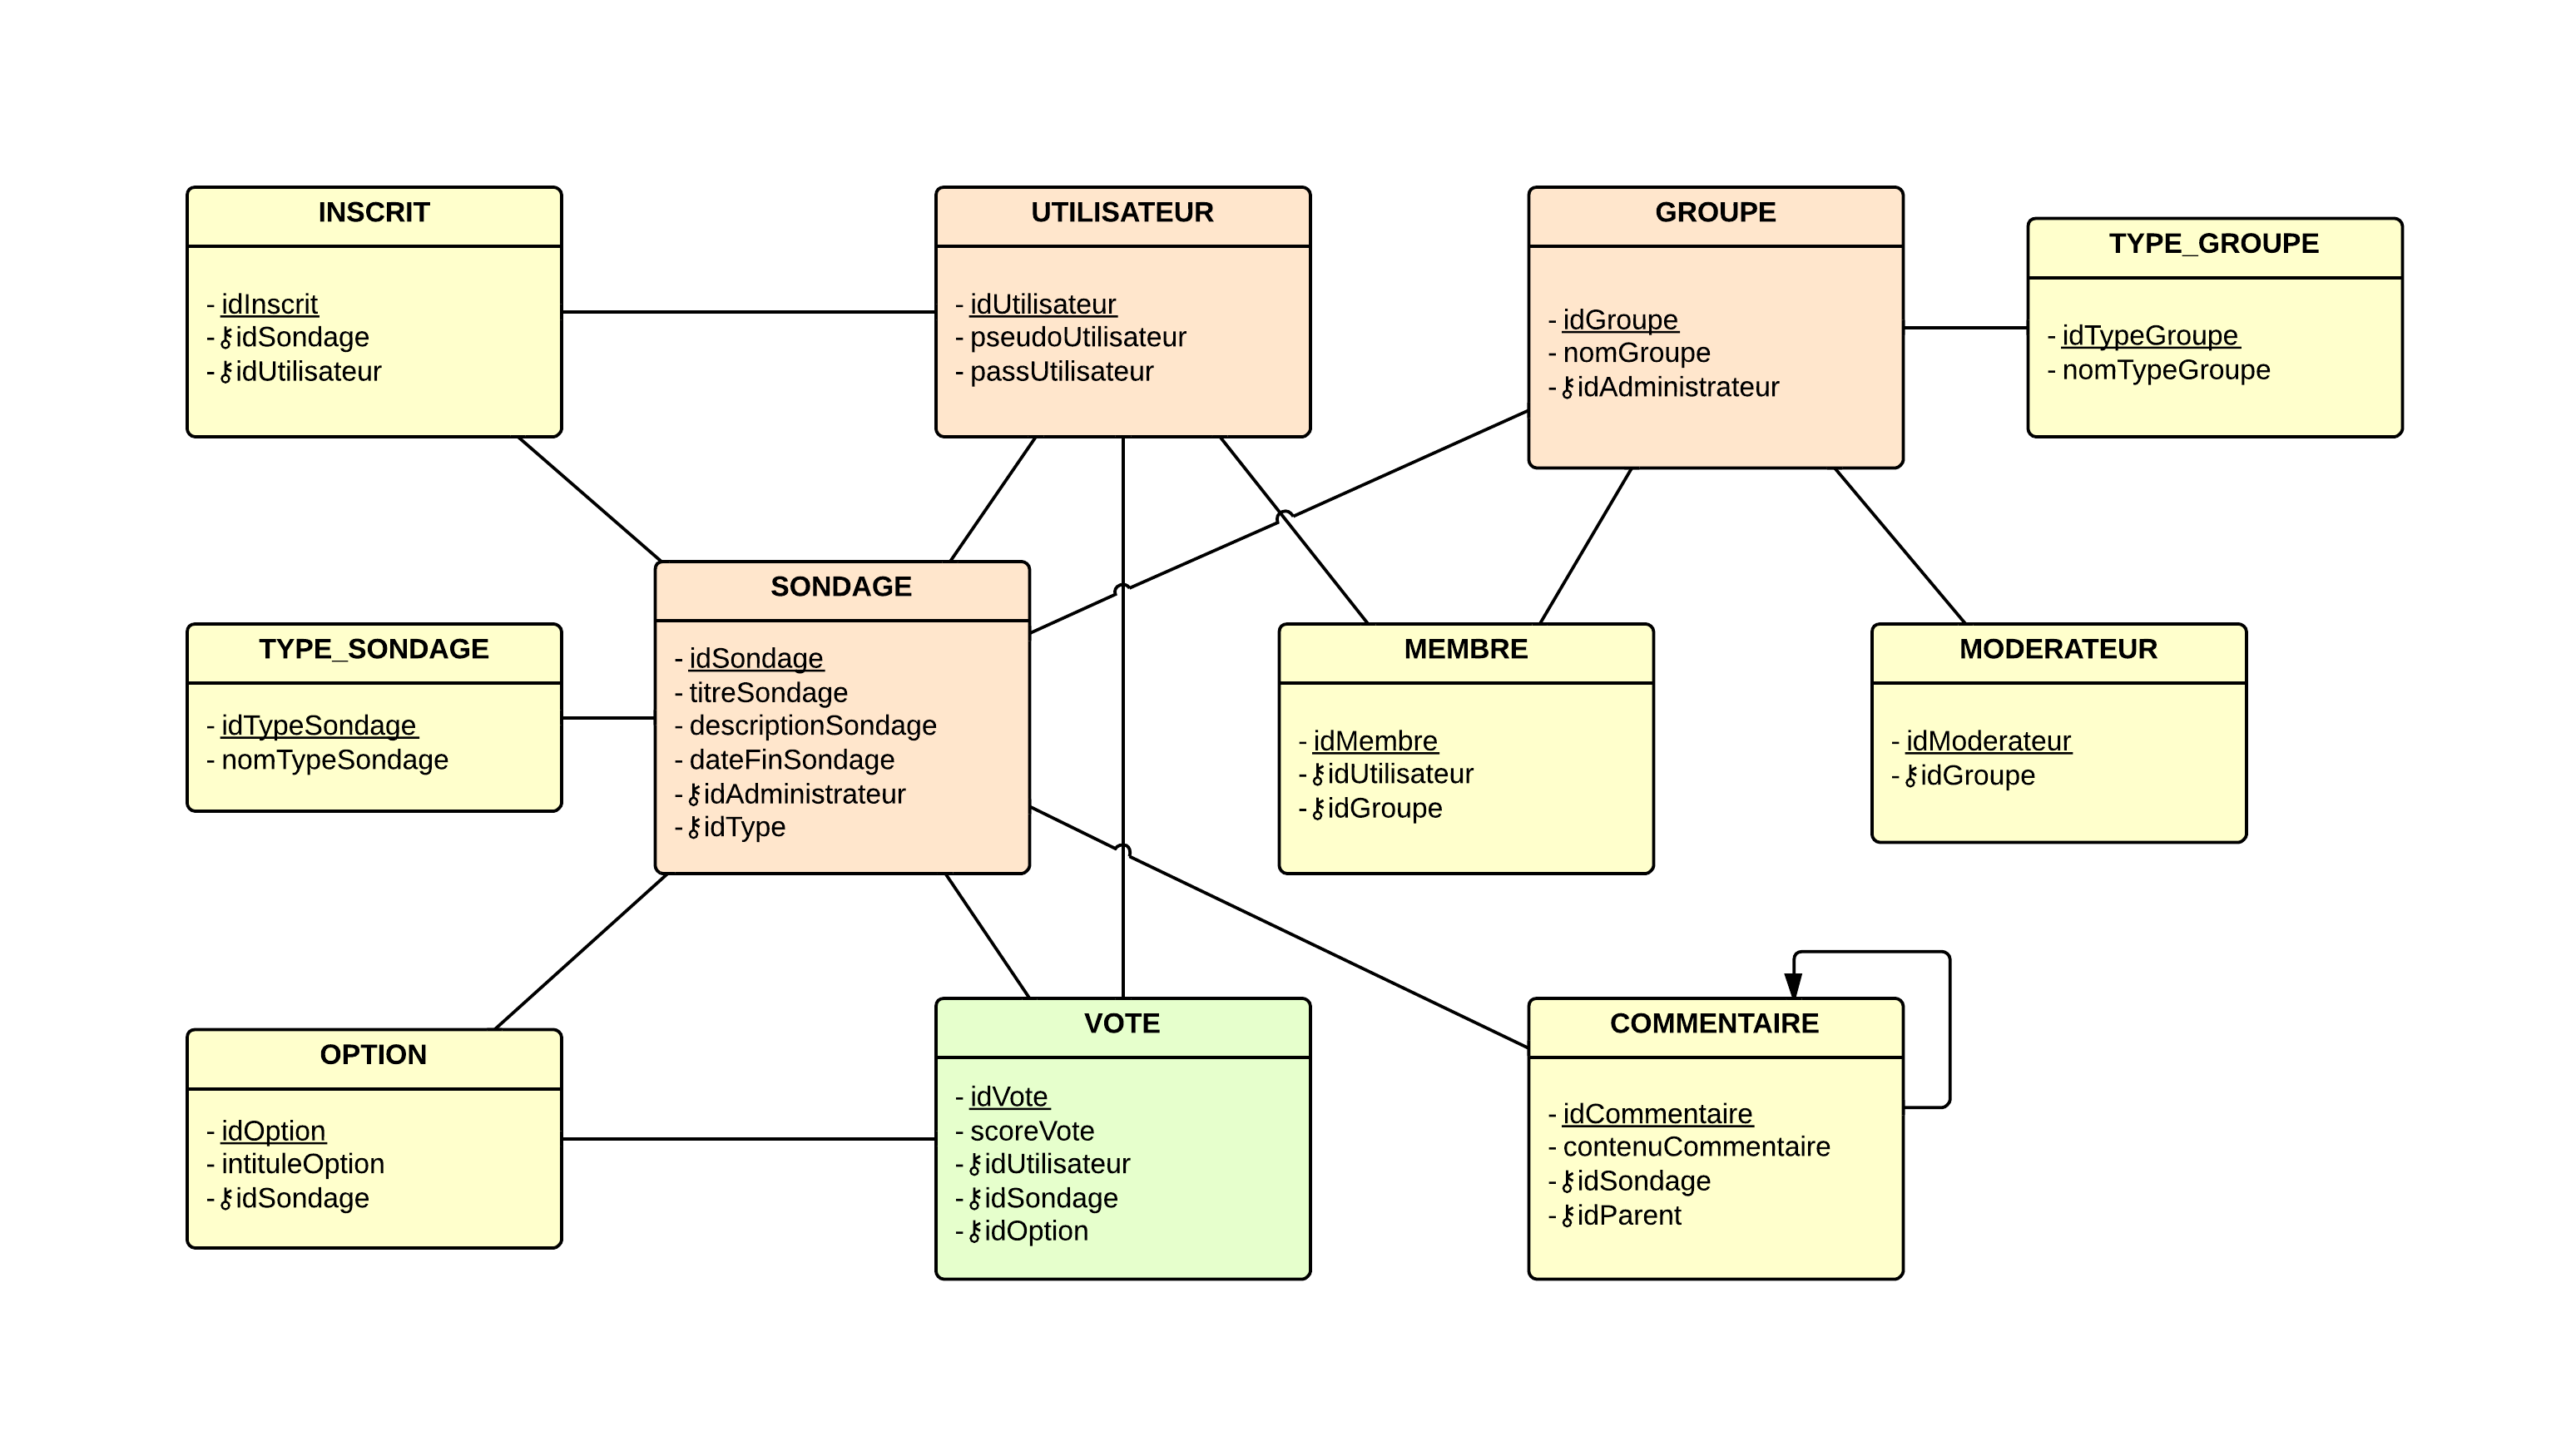 INSCRIT
- idInscrit
- idSondage
- idUtilisateur
UTILISATEUR
- idUtilisateur
- pseudoUtilisateur
- passUtilisateur
GROUPE
- idGroupe
- nomGroupe
- idAdministrateur
TYPE_GROUPE
- idTypeGroupe
- nomTypeGroupe
TYPE_SONDAGE
- idTypeSondage
- nomTypeSondage
SONDAGE
- idSondage
- titreSondage
- descriptionSondage
- dateFinSondage
- idAdministrateur
- idType
MEMBRE
- idMembre
- idUtilisateur
- idGroupe
MODERATEUR
- idModerateur
- idGroupe
OPTION
- idOption
- intituleOption
- idSondage
VOTE
- idVote
- scoreVote
- idUtilisateur
- idSondage
- idOption
COMMENTAIRE
- idCommentaire
- contenuCommentaire
- idSondage
- idParent